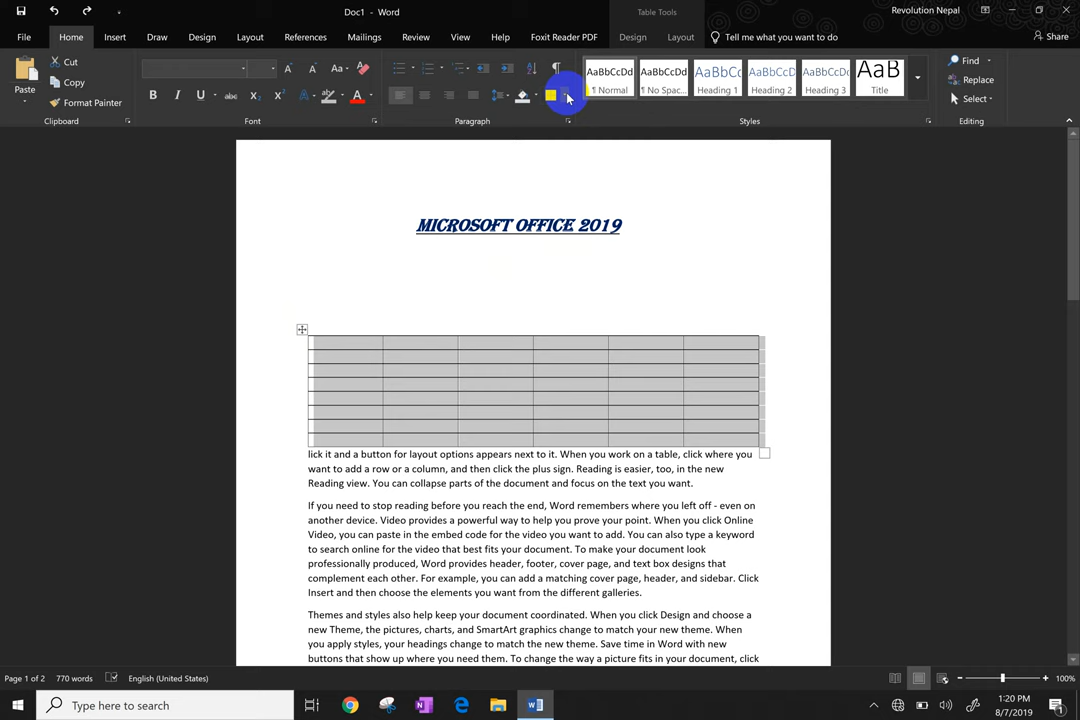 Doc1 - Word
Table Tools
Revolution Nepal
File
Home
Insert
Draw
Design
Layout
References
Mailings
Review
View
Help
Foxit Reader PDF
Design
Layout
Tell me what you want to do
Share
Paste
Cut
Copy
Format Painter
Clipboard
Font
Paragraph
AaBbCcDd
¶ Normal
AaBbCcDd
¶ No Spac...
AaBbCc
Heading 1
AaBbCcD
Heading 2
AaBbCcD
Heading 3
AaB
Title
Styles
Find
Replace
Select
Editing
MICROSOFT OFFICE 2019
lick it and a button for layout options appears next to it. When you work on a table, click where you
want to add a row or a column, and then click the plus sign. Reading is easier, too, in the new
Reading view. You can collapse parts of the document and focus on the text you want.
If you need to stop reading before you reach the end, Word remembers where you left off - even on
another device. Video provides a powerful way to help you prove your point. When you click Online
Video, you can paste in the embed code for the video you want to add. You can also type a keyword
to search online for the video that best fits your document. To make your document look
professionally produced, Word provides header, footer, cover page, and text box designs that
complement each other. For example, you can add a matching cover page, header, and sidebar. Click
Insert and then choose the elements you want from the different galleries.
Themes and styles also help keep your document coordinated. When you click Design and choose a
new Theme, the pictures, charts, and SmartArt graphics change to match your new theme. When
you apply styles, your headings change to match the new theme. Save time in Word with new
buttons that show up where you need them. To change the way a picture fits in your document, click
Page 1 of 2
770 words
English (United States)
100%
Type here to search
1:20 PM
8/7/2019